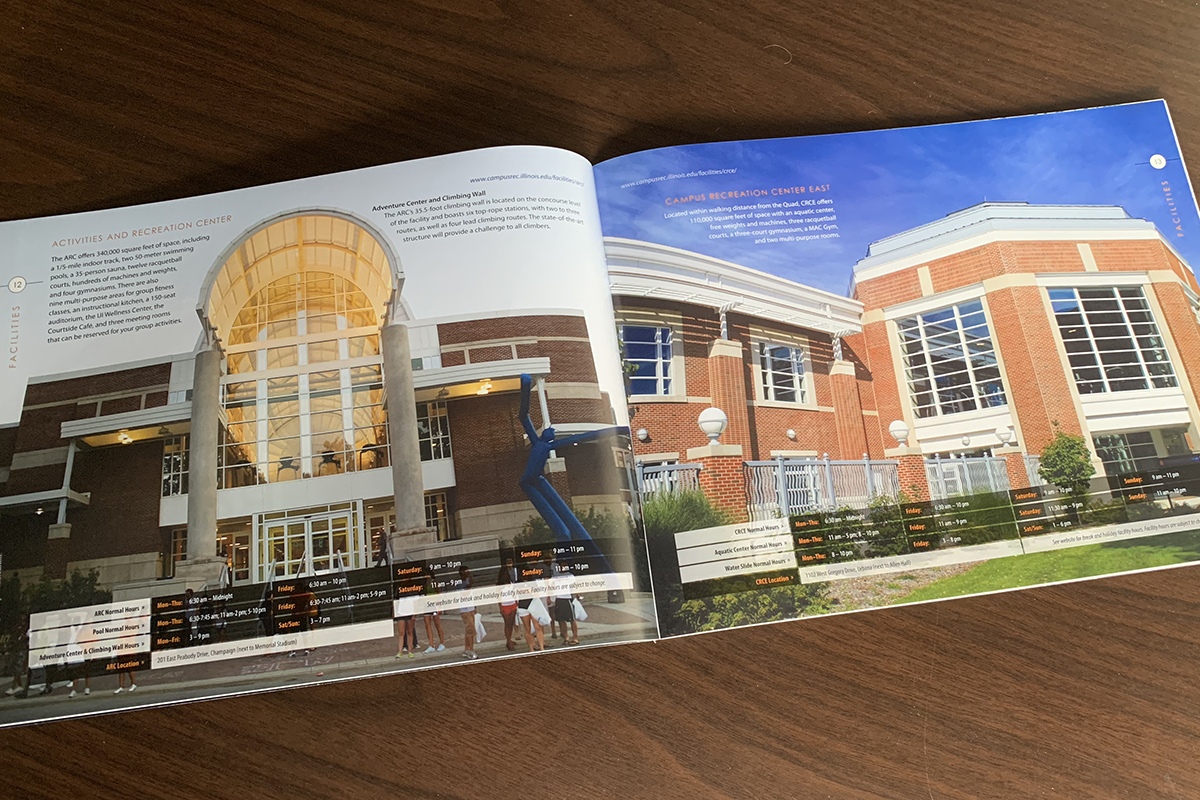 12
FACILITIES
ACTIVITIES AND RECREATION CENTER
The ARC offers 340,000 square feet of space, including
a 1/5-mile indoor track, two 50-meter swimming
pools, a 35-person sauna, twelve racquetball
courts, hundreds of machines and weights,
and four gymnasiums. There are also
nine multi-purpose areas for group fitness
classes, an instructional kitchen, a 150-seat
auditorium, the UI Wellness Center, the
Courtside Café, and three meeting rooms
that can be reserved for your group activities.
www.campusrec.illinois.edu/facilities/arc/
Adventure Center and Climbing Wall
The ARC's 35.5-foot climbing wall is located on the concourse level
of the facility and boasts six top-rope stations, with two to three
routes, as well as four lead climbing routes. The state-of-the-art
structure will provide a challenge to all climbers.
ARC Normal Hours » Mon–Thu: 6:30 am – Midnight Friday: 6:30 am – 10 pm Saturday: 9 am – 10 pm Sunday: 9 am – 11 pm
Pool Normal Hours » Mon–Thu: 6:30-7:45 am; 11 am-2 pm; 5-10 pm Friday: 6:30-7:45 am; 11 am-2 pm; 5-9 pm Saturday: 11 am – 9 pm Sunday: 11 am – 10 pm
Adventure Center & Climbing Wall Hours » Mon–Fri: 3 – 9 pm Sat/Sun: 3 – 7 pm See website for break and holiday facility hours. Facility hours are subject to change.
ARC Location » 201 East Peabody Drive, Champaign (next to Memorial Stadium)
www.campusrec.illinois.edu/facilities/crce/
CAMPUS RECREATION CENTER EAST
Located within walking distance from the Quad, CRCE offers
110,000 square feet of space with an aquatic center,
free weights and machines, three racquetball
courts, a three-court gymnasium, a MAC Gym,
and two multi-purpose rooms.
13
FACILITIES
CRCE Normal Hours » Mon–Thu: 6:30 am – Midnight Friday: 6:30 am – 10 pm Saturday: 9 am – 10 pm Sunday: 9 am – 11 pm
Aquatic Center Normal Hours » Mon–Thu: 11 am – 5 pm; 8-10 pm Friday: 11 am – 9 pm Saturday: 11:30 am – 9 pm Sunday: 11 am – 10 pm
Water Slide Normal Hours » Mon–Thu: 8-10 pm Friday: 3 – 8 pm Sat/Sun: 1 – 6 pm See website for break and holiday facility hours. Facility hours are subject to
CRCE Location » 1102 West Gregory Drive, Urbana (next to Allen Hall)